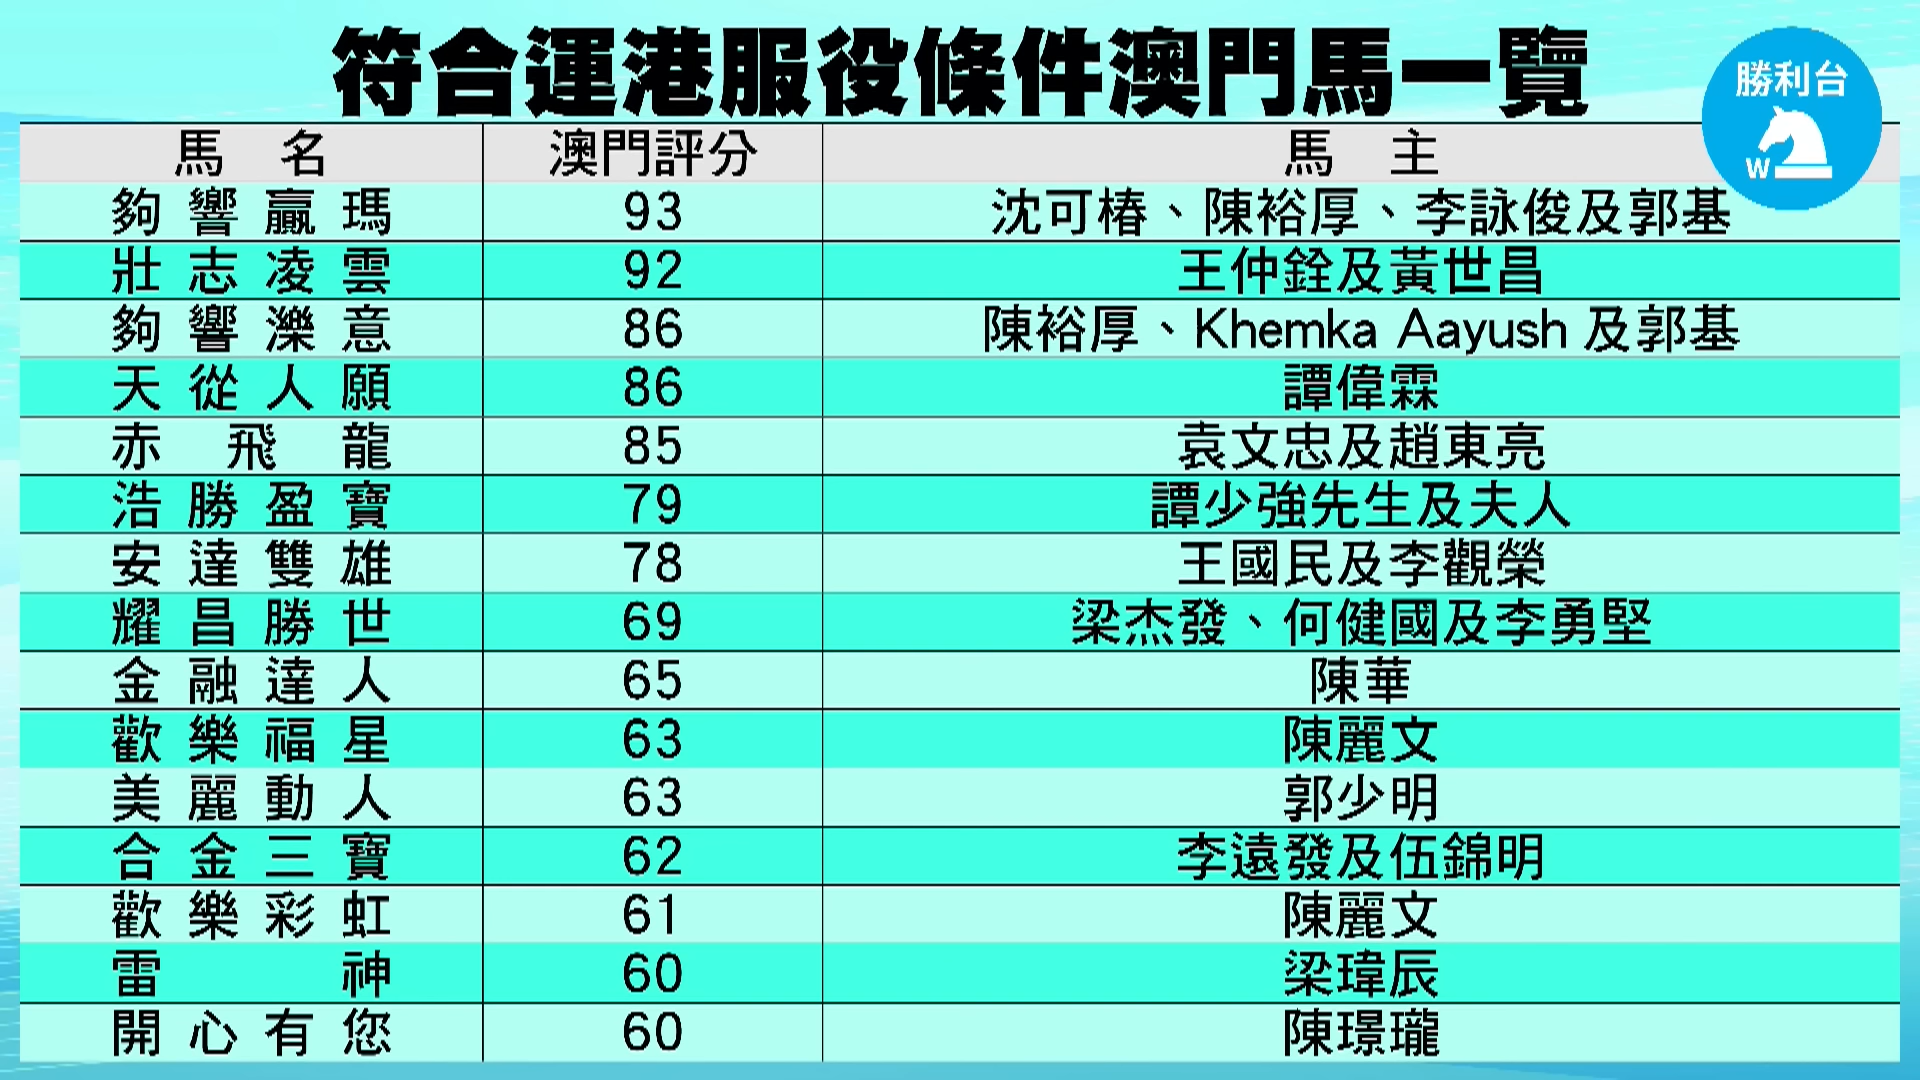 符合運港服役條件澳門馬一覽
勝利台
W
馬名 澳門評分 馬主
夠響贏瑪 93 沈可椿、陳裕厚、李詠俊及郭基
壯志凌雲 92 王仲銓及黃世昌
夠響濼意 86 陳裕厚、Khemka Aayush 及郭基
天從人願 86 譚偉霖
赤飛龍 85 袁文忠及趙東亮
浩勝盈寶 79 譚少強先生及夫人
安達雙雄 78 王國民及李觀榮
耀昌勝世 69 梁杰發、何健國及李勇堅
金融達人 65 陳華
歡樂福星 63 陳麗文
美麗動人 63 郭少明
合金三寶 62 李遠發及伍錦明
歡樂彩虹 61 陳麗文
雷神 60 梁瑋辰
開心有您 60 陳璟瓏